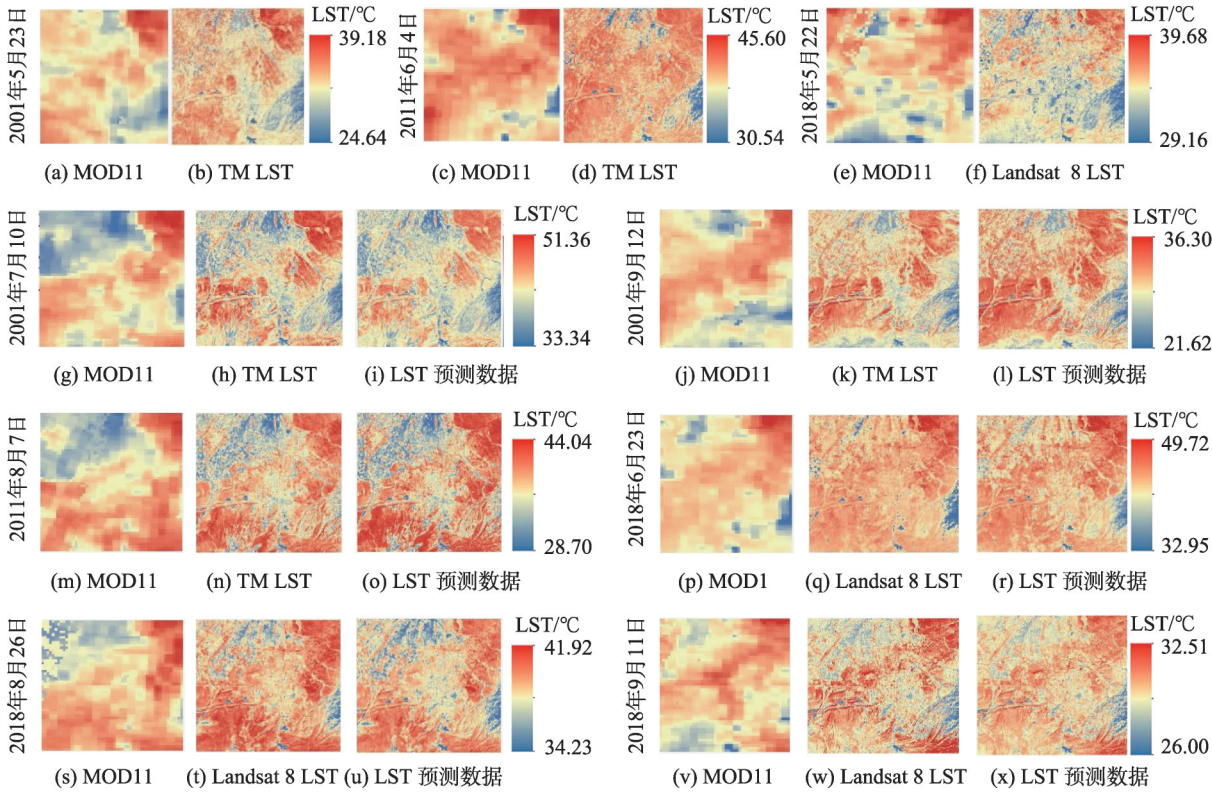 2001年5月23日
LST/℃
39.18
24.64
(a) MOD11
(b) TM LST
2011年6月4日
LST/℃
45.60
30.54
(c) MOD11
(d) TM LST
2018年5月22日
LST/℃
39.68
29.16
(e) MOD11
(f) Landsat 8 LST
2001年7月10日
LST/℃
51.36
33.34
(g) MOD11
(h) TM LST
(i) LST 预测数据
2001年9月12日
LST/℃
36.30
21.62
(j) MOD11
(k) TM LST
(l) LST 预测数据
2011年8月7日
LST/℃
44.04
28.70
(m) MOD11
(n) TM LST
(o) LST 预测数据
2018年6月23日
LST/℃
49.72
32.95
(p) MOD1
(q) Landsat 8 LST
(r) LST 预测数据
2018年8月26日
LST/℃
41.92
34.23
(s) MOD11
(t) Landsat 8 LST
(u) LST 预测数据
2018年9月11日
LST/℃
32.51
26.00
(v) MOD11
(w) Landsat 8 LST
(x) LST 预测数据